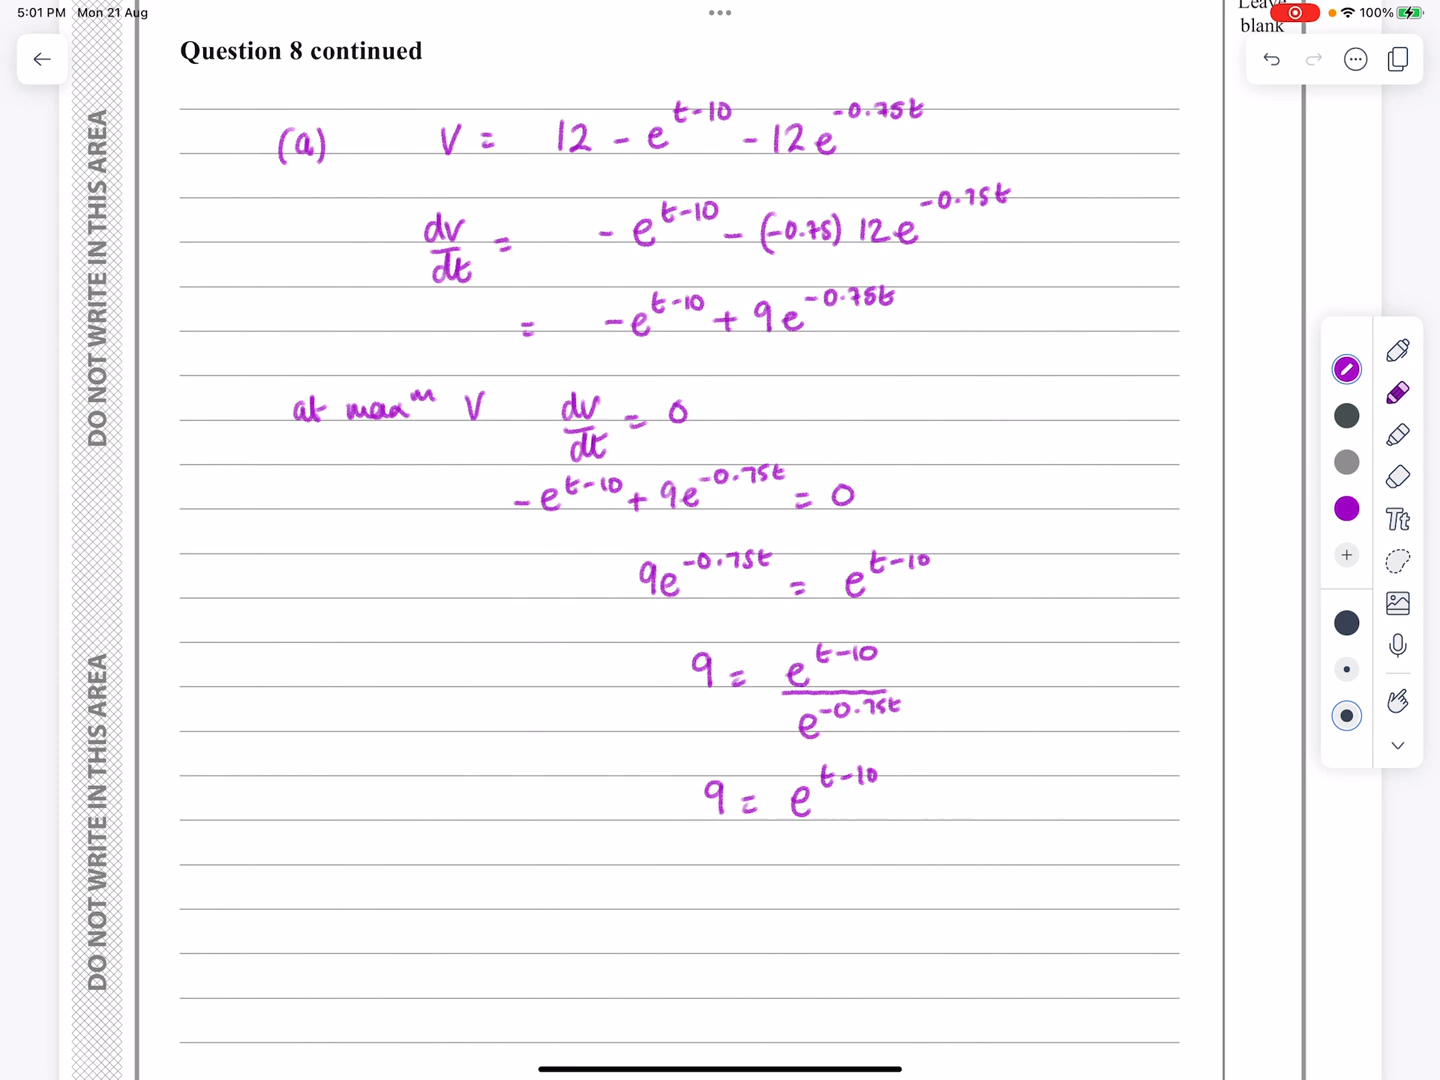 5:01 PM Mon 21 Aug
100%
Leave
blank
Question 8 continued
DO NOT WRITE IN THIS AREA
DO NOT WRITE IN THIS AREA
(a) V = 12 - e^{t-10} - 12e^{-0.75t}
dv/dt = - e^{t-10} - (-0.75) 12e^{-0.75t}
= -e^{t-10} + 9e^{-0.75t}
at max^m V dv/dt = 0
-e^{t-10} + 9e^{-0.75t} = 0
9e^{-0.75t} = e^{t-10}
9 = e^{t-10}/e^{-0.75t}
9 = e^{t-10}
Tt